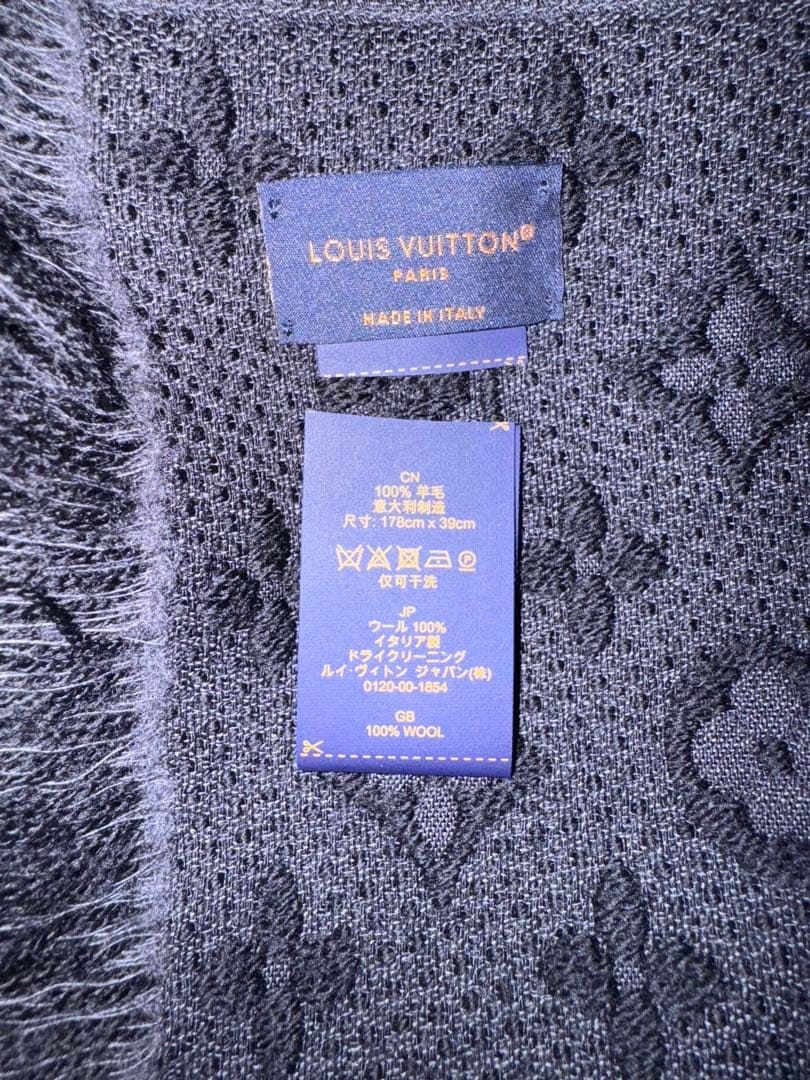 LOUIS VUITTON®
PARIS
MADE IN ITALY
CN
100% 羊毛
意大利制造
尺寸: 178cm x 39cm
P
仅可干洗
JP
ウール 100%
イタリア製
ドライクリーニング
ルイ·ヴィトン ジャパン(株)
0120-00-1854
GB
100% WOOL